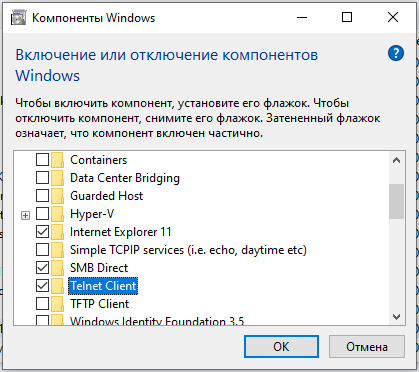 Компоненты Windows
Включение или отключение компонентов
Windows
Чтобы включить компонент, установите его флажок. Чтобы
отключить компонент, снимите его флажок. Затененный флажок
означает, что компонент включен частично.
Containers
Data Center Bridging
Guarded Host
Hyper-V
Internet Explorer 11
Simple TCPIP services (i.e. echo, daytime etc)
SMB Direct
Telnet Client
TFTP Client
Windows Identity Foundation 3.5
OK
Отмена